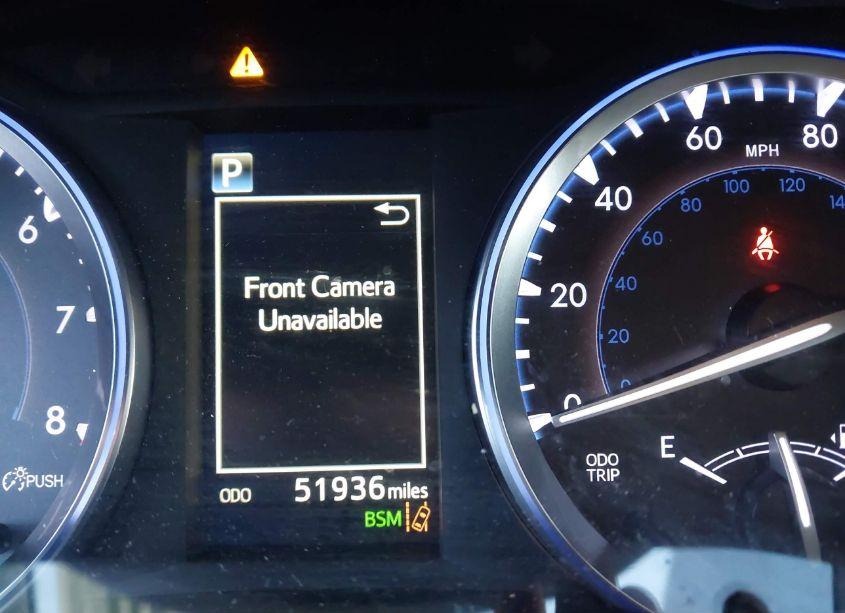 P
Front Camera
Unavailable
ODO 51936 miles
BSM
6
7
8
PUSH
0
20
40
60
80
MPH
0
20
40
60
80
100
120
ODO
TRIP
E